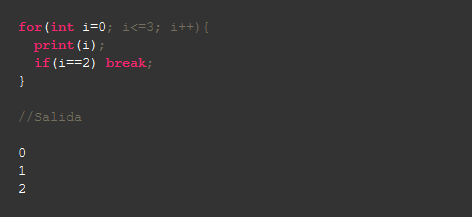 for(int i=0; i<=3; i++){
  print(i);
  if(i==2) break;
}
//Salida
0
1
2